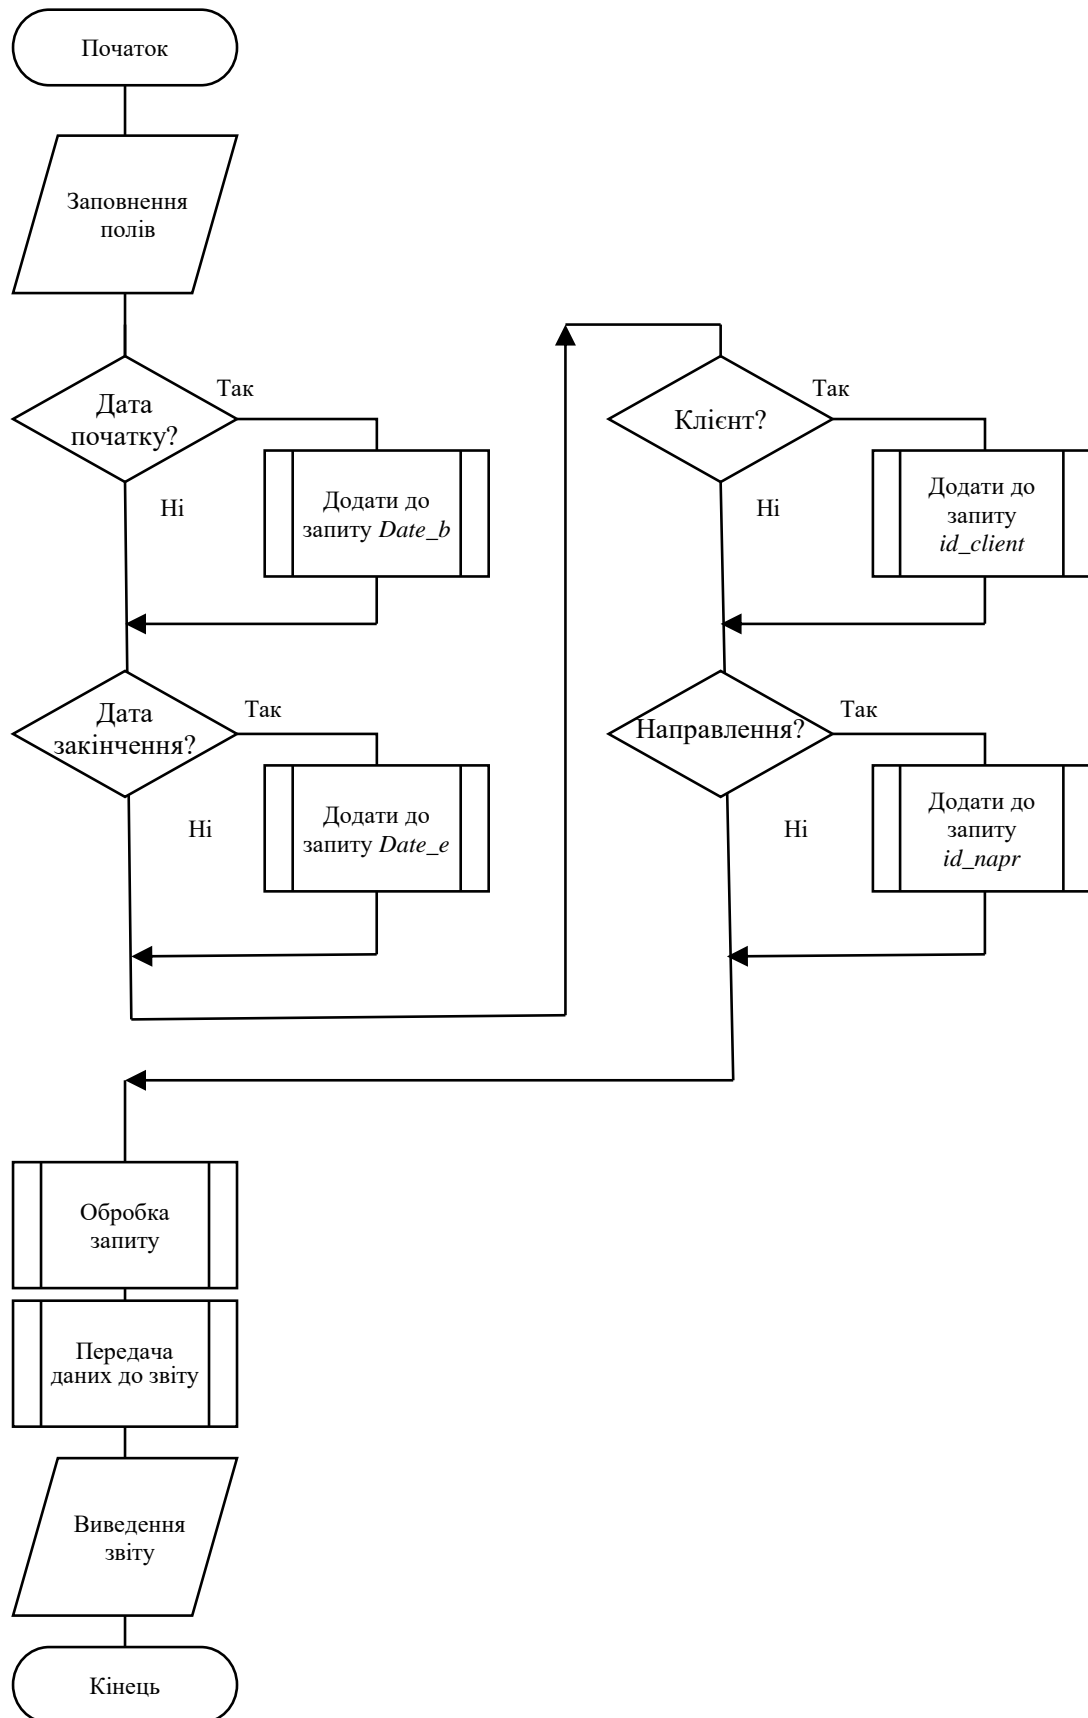 Початок
Заповнення
полів
Дата
початку?
Так
Ні
Додати до
запиту Date_b
Дата
закінчення?
Так
Ні
Додати до
запиту Date_e
Клієнт?
Так
Ні
Додати до
запиту
id_client
Направлення?
Так
Ні
Додати до
запиту
id_napr
Обробка
запиту
Передача
даних до звіту
Виведення
звіту
Кінець